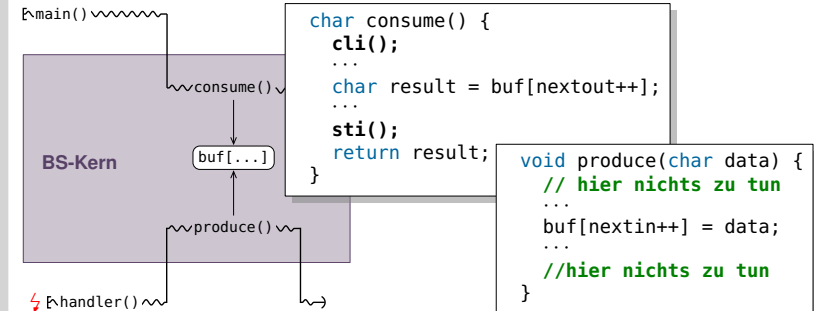 main()
consume()
BS-Kern
buf[...]
produce()
handler()
char consume() {
cli();
...
char result = buf[nextout++];
...
sti();
return result;
}
void produce(char data) {
// hier nichts zu tun
...
buf[nextin++] = data;
...
//hier nichts zu tun
}